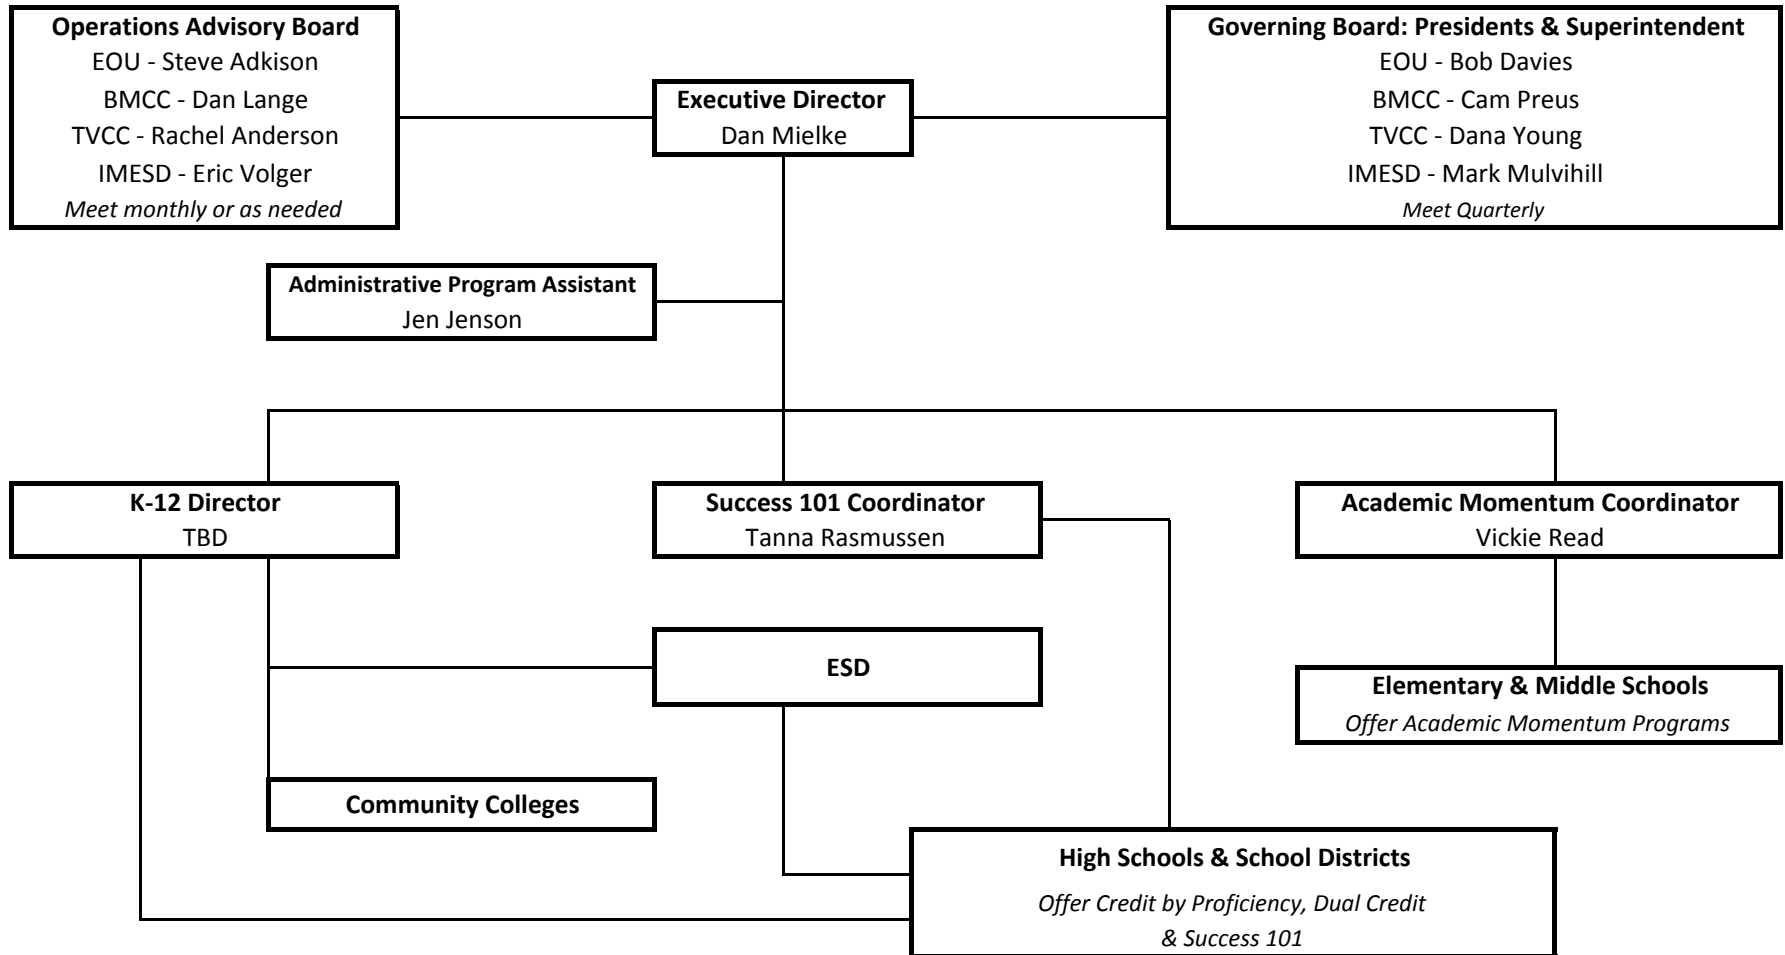 Operations Advisory Board
EOU - Steve Adkison
BMCC - Dan Lange
TVCC - Rachel Anderson
IMESD - Eric Volger
Meet monthly or as needed
Executive Director
Dan Mielke
Governing Board: Presidents & Superintendent
EOU - Bob Davies
BMCC - Cam Preus
TVCC - Dana Young
IMESD - Mark Mulvihill
Meet Quarterly
Administrative Program Assistant
Jen Jenson
K-12 Director
TBD
Success 101 Coordinator
Tanna Rasmussen
Academic Momentum Coordinator
Vickie Read
ESD
Elementary & Middle Schools
Offer Academic Momentum Programs
Community Colleges
High Schools & School Districts
Offer Credit by Proficiency, Dual Credit
& Success 101